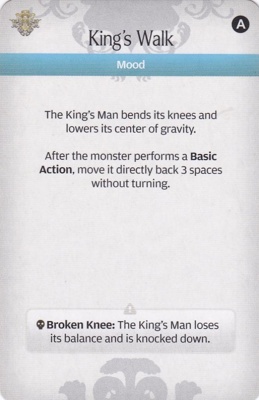 King's Walk
A
Mood
The King's Man bends its knees and
lowers its center of gravity.
After the monster performs a Basic
Action, move it directly back 3 spaces
without turning.
Broken Knee: The King's Man loses
its balance and is knocked down.